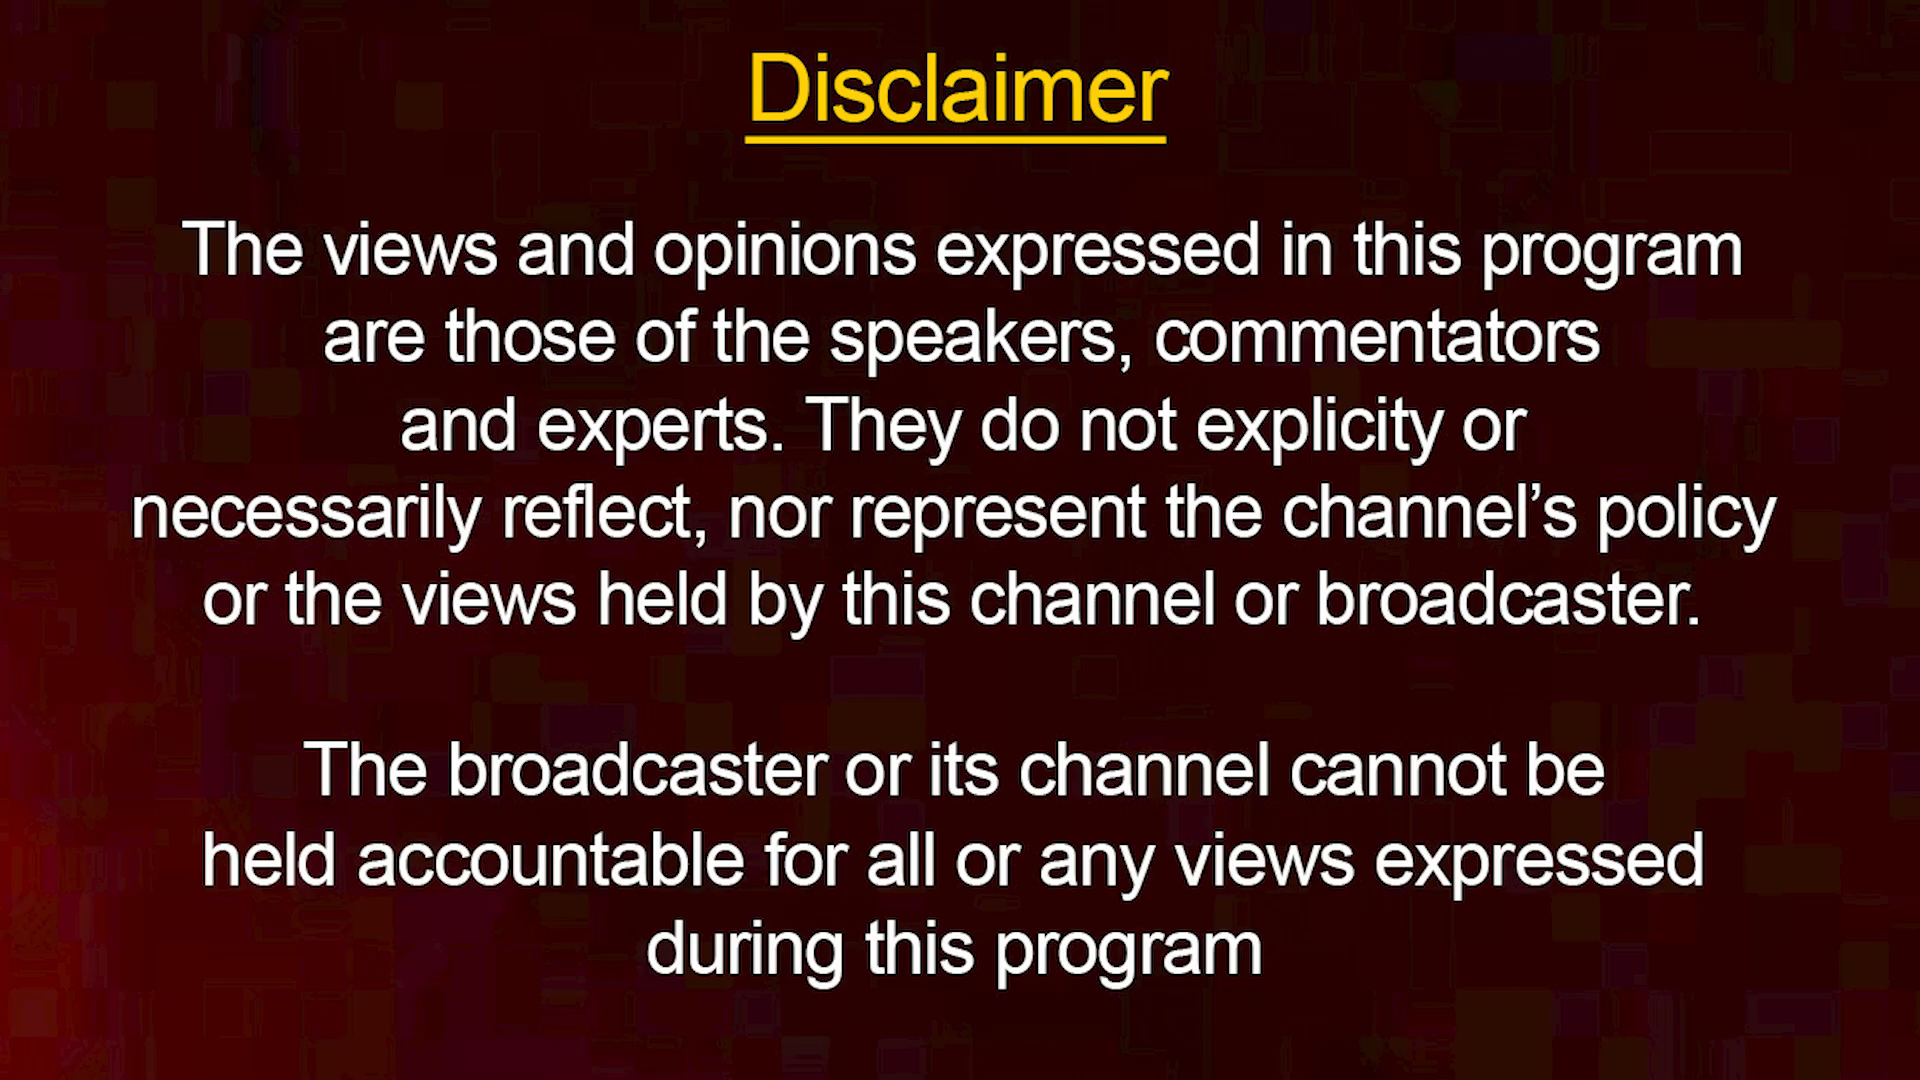 Disclaimer
The views and opinions expressed in this program
are those of the speakers, commentators
and experts. They do not explicity or
necessarily reflect, nor represent the channel’s policy
or the views held by this channel or broadcaster.
The broadcaster or its channel cannot be
held accountable for all or any views expressed
during this program